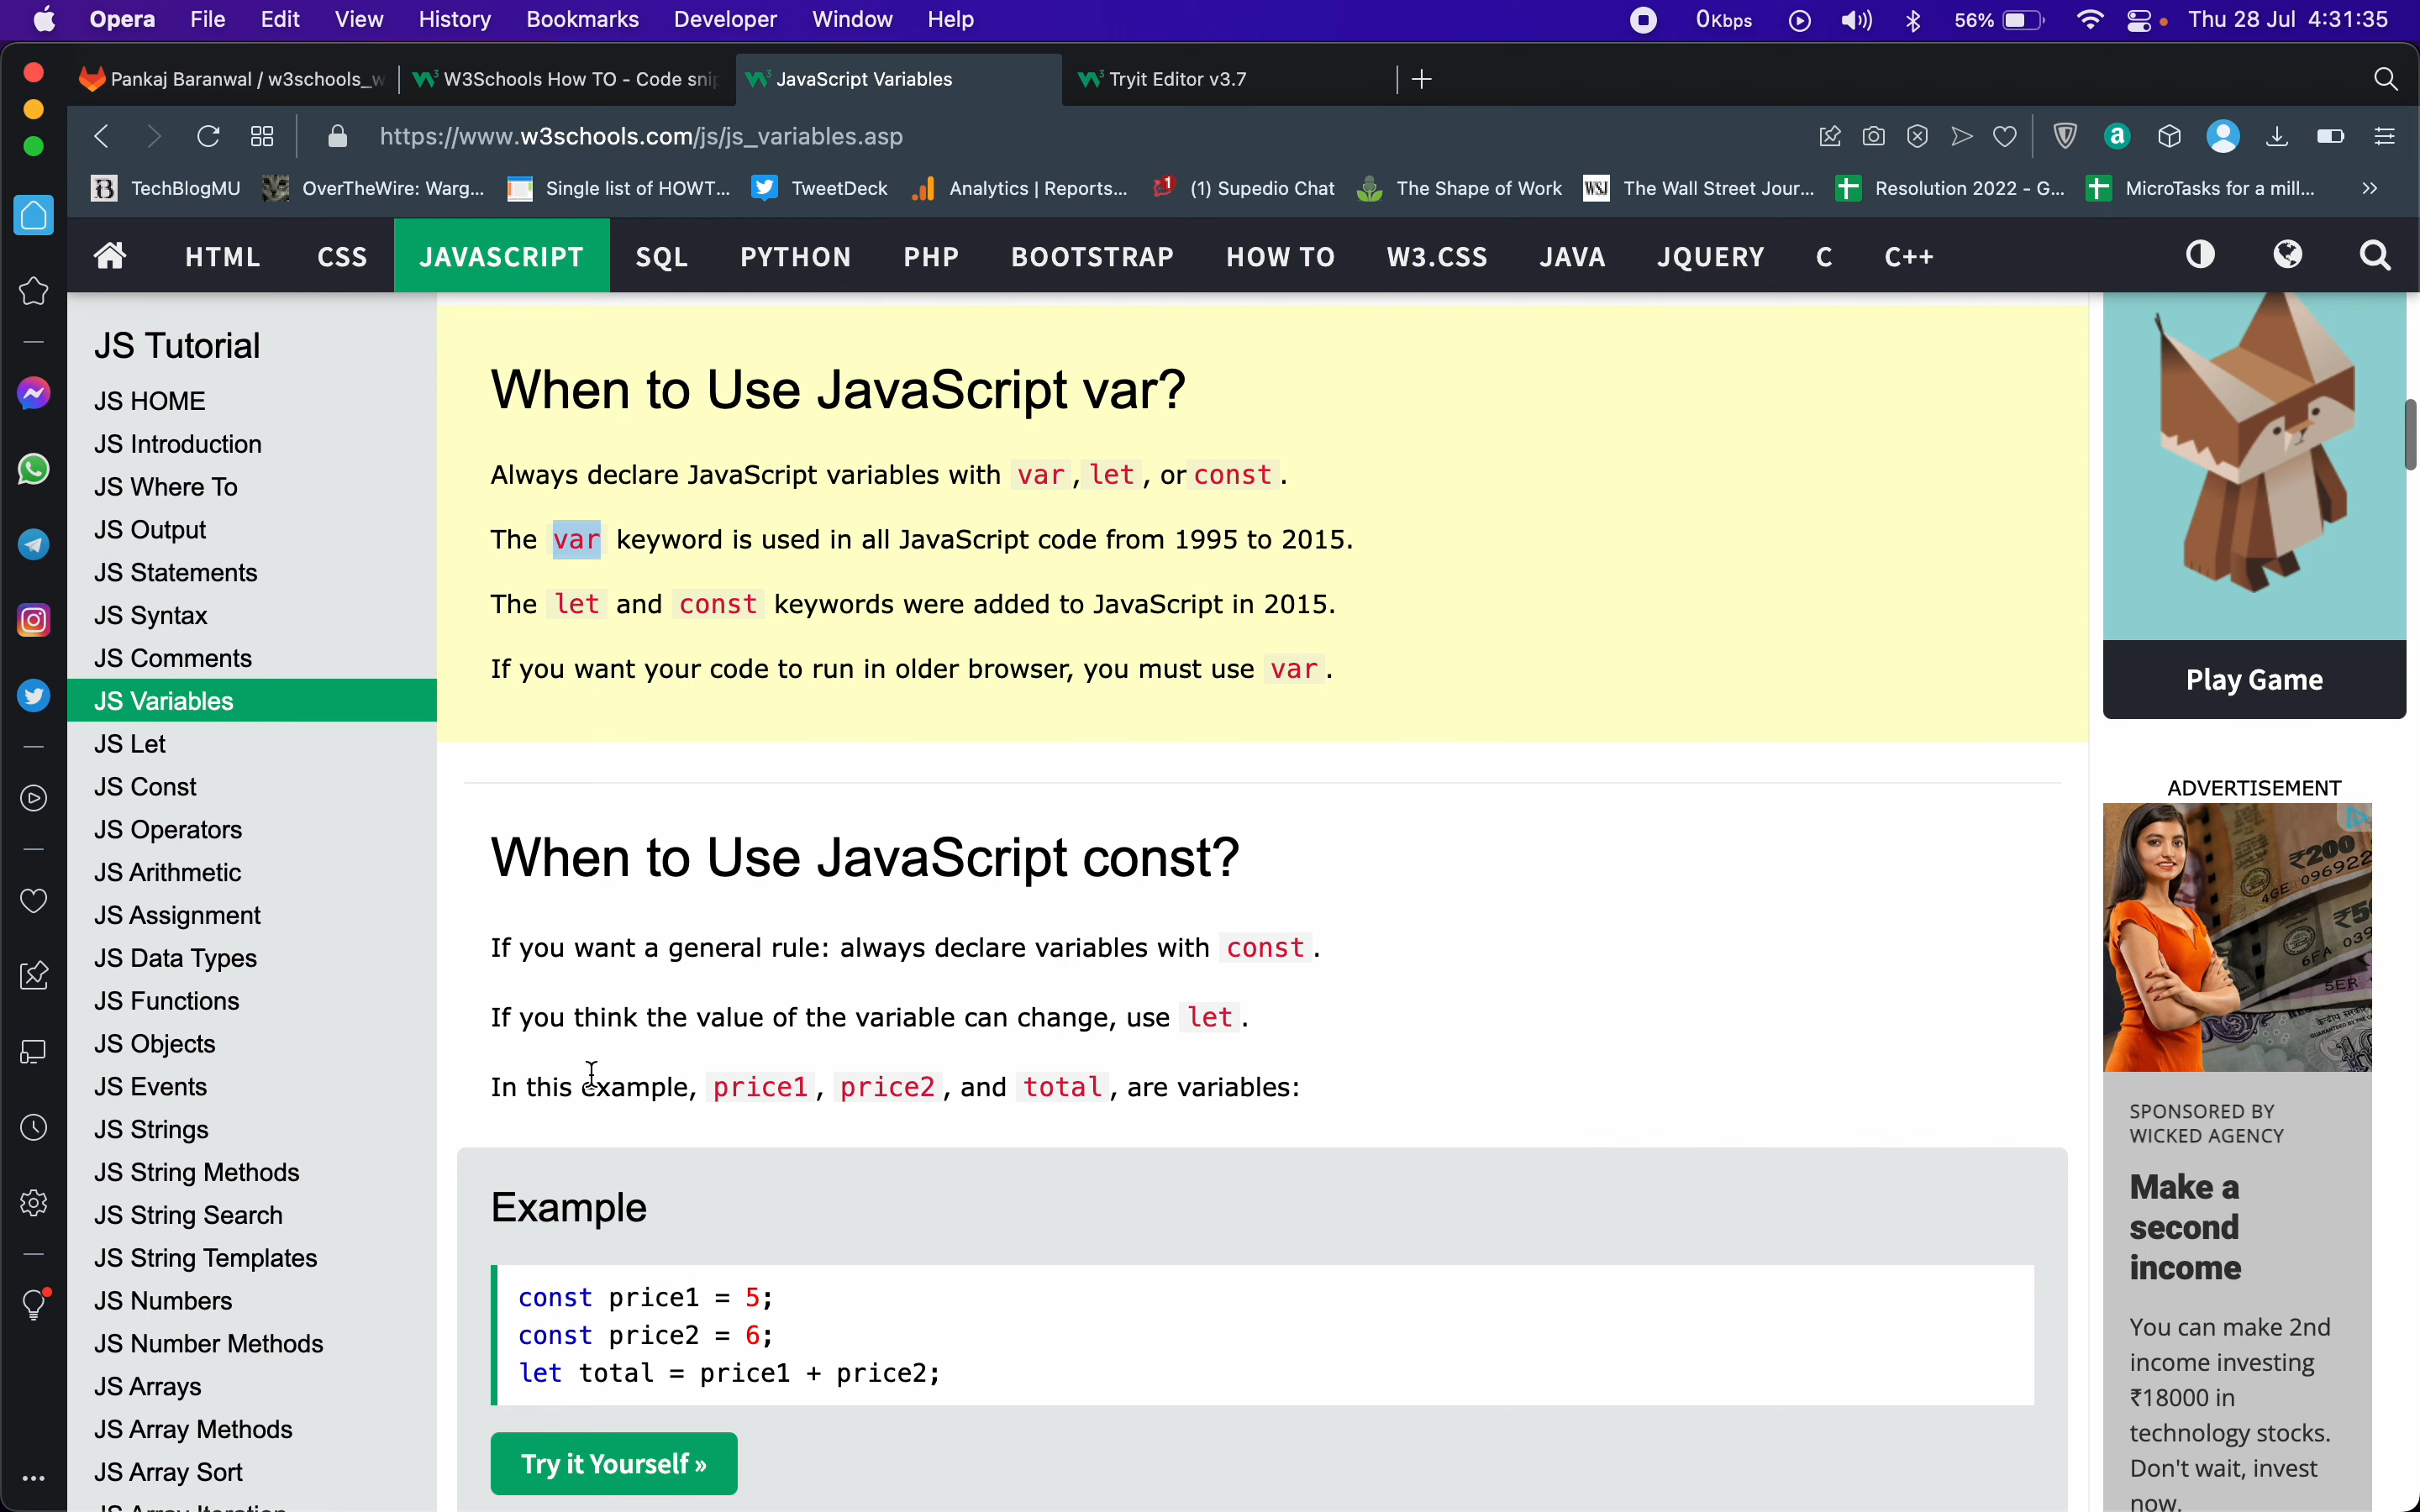 Opera File Edit View History Bookmarks Developer Window Help 0Kbps 56% Thu 28 Jul 4:31:35
Pankaj Baranwal / w3schools_w W3Schools How TO - Code snip JavaScript Variables Tryit Editor v3.7
https://www.w3schools.com/js/js_variables.asp
TechBlogMU OverTheWire: Warg... Single list of HOWT... TweetDeck Analytics | Reports... (1) Supedio Chat The Shape of Work WSJ The Wall Street Jour... Resolution 2022 - G... MicroTasks for a mill... »
HTML CSS JAVASCRIPT SQL PYTHON PHP BOOTSTRAP HOW TO W3.CSS JAVA JQUERY C C++
JS Tutorial
JS HOME
JS Introduction
JS Where To
JS Output
JS Statements
JS Syntax
JS Comments
JS Variables
JS Let
JS Const
JS Operators
JS Arithmetic
JS Assignment
JS Data Types
JS Functions
JS Objects
JS Events
JS Strings
JS String Methods
JS String Search
JS String Templates
JS Numbers
JS Number Methods
JS Arrays
JS Array Methods
JS Array Sort
When to Use JavaScript var?
Always declare JavaScript variables with var, let, or const.
The var keyword is used in all JavaScript code from 1995 to 2015.
The let and const keywords were added to JavaScript in 2015.
If you want your code to run in older browser, you must use var.
When to Use JavaScript const?
If you want a general rule: always declare variables with const.
If you think the value of the variable can change, use let.
In this example, price1, price2, and total, are variables:
Example
const price1 = 5;
const price2 = 6;
let total = price1 + price2;
Try it Yourself »
Play Game
ADVERTISEMENT
₹200
4GE 096922
6FA 039
5ER
SPONSORED BY
WICKED AGENCY
Make a
second
income
You can make 2nd
income investing
₹18000 in
technology stocks.
Don't wait, invest
now.